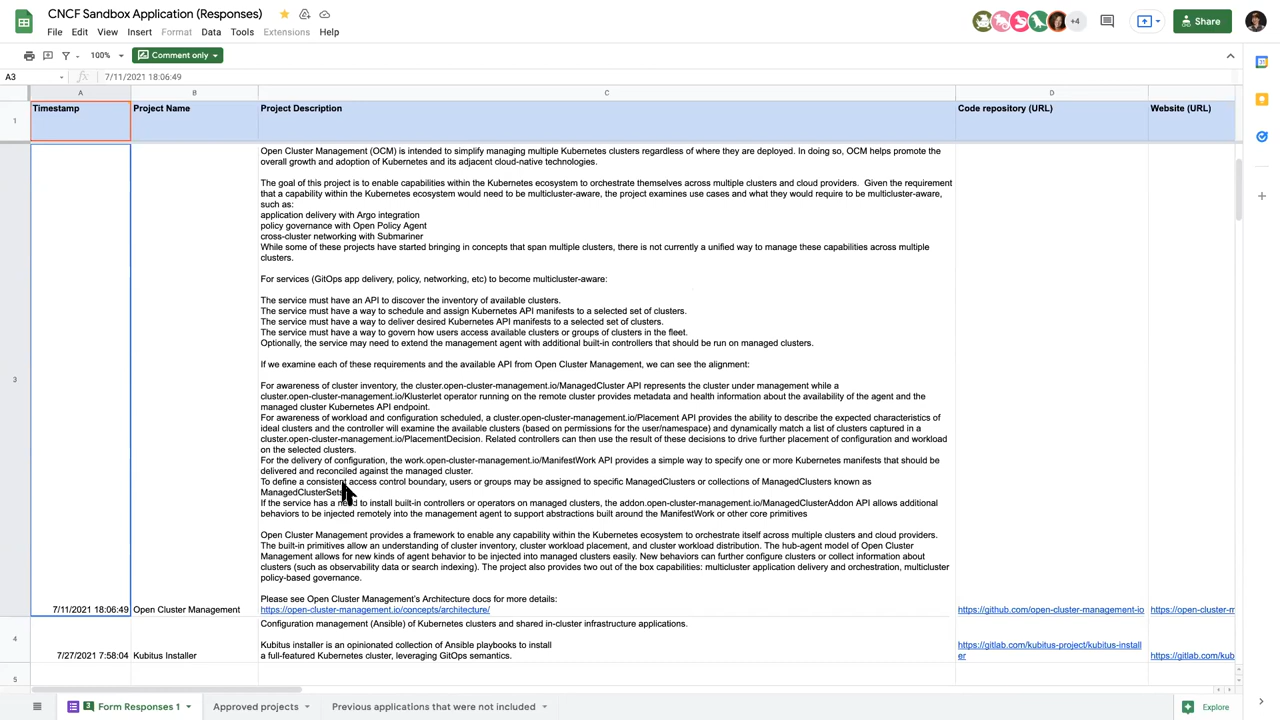 CNCF Sandbox Application (Responses)
File Edit View Insert Format Data Tools Extensions Help
+4
Share
100%
Comment only
A3
fx
7/11/2021 18:06:49
A B C D
1
Timestamp Project Name Project Description Code repository (URL) Website (URL)
Open Cluster Management (OCM) is intended to simplify managing multiple Kubernetes clusters regardless of where they are deployed. In doing so, OCM helps promote the
overall growth and adoption of Kubernetes and its adjacent cloud-native technologies.
The goal of this project is to enable capabilities within the Kubernetes ecosystem to orchestrate themselves across multiple clusters and cloud providers.  Given the requirement
that a capability within the Kubernetes ecosystem would need to be multicluster-aware, the project examines use cases and what they would require to be multicluster-aware,
such as:
application delivery with Argo integration
policy governance with Open Policy Agent
cross-cluster networking with Submariner
While some of these projects have started bringing in concepts that span multiple clusters, there is not currently a unified way to manage these capabilities across multiple
clusters.
For services (GitOps app delivery, policy, networking, etc) to become multicluster-aware:
The service must have an API to discover the inventory of available clusters.
The service must have a way to schedule and assign Kubernetes API manifests to a selected set of clusters.
The service must have a way to deliver desired Kubernetes API manifests to a selected set of clusters.
The service must have a way to govern how users access available clusters or groups of clusters in the fleet.
Optionally, the service may need to extend the management agent with additional built-in controllers that should be run on managed clusters.
If we examine each of these requirements and the available API from Open Cluster Management, we can see the alignment:
3
For awareness of cluster inventory, the cluster.open-cluster-management.io/ManagedCluster API represents the cluster under management while a
cluster.open-cluster-management.io/Klusterlet operator running on the remote cluster provides metadata and health information about the availability of the agent and the
managed cluster Kubernetes API endpoint.
For awareness of workload and configuration scheduled, a cluster.open-cluster-management.io/Placement API provides the ability to describe the expected characteristics of
ideal clusters and the controller will examine the available clusters (based on permissions for the user/namespace) and dynamically match a list of clusters captured in a
cluster.open-cluster-management.io/PlacementDecision. Related controllers can then use the result of these decisions to drive further placement of configuration and workload
on the selected clusters.
For the delivery of configuration, the work.open-cluster-management.io/ManifestWork API provides a simple way to specify one or more Kubernetes manifests that should be
delivered and reconciled against the managed cluster.
To define a consistent access control boundary, users or groups may be assigned to specific ManagedClusters or collections of ManagedClusters known as
ManagedClusterSets
If the service has a need to install built-in controllers or operators on managed clusters, the addon.open-cluster-management.io/ManagedClusterAddon API allows additional
behaviors to be injected remotely into the management agent to support abstractions built around the ManifestWork or other core primitives
Open Cluster Management provides a framework to enable any capability within the Kubernetes ecosystem to orchestrate itself across multiple clusters and cloud providers.
The built-in primitives allow an understanding of cluster inventory, cluster workload placement, and cluster workload distribution. The hub-agent model of Open Cluster
Management allows for new kinds of agent behavior to be injected into managed clusters easily. New behaviors can further configure clusters or collect information about
clusters (such as observability data or search indexing). The project also provides two out of the box capabilities: multicluster application delivery and orchestration, multicluster
policy-based governance.
Please see Open Cluster Management's Architecture docs for more details:
7/11/2021 18:06:49 Open Cluster Management https://open-cluster-management.io/concepts/architecture/ https://github.com/open-cluster-management-io https://open-cluster-m
Configuration management (Ansible) of Kubernetes clusters and shared in-cluster infrastructure applications.
4
Kubitus installer is an opinionated collection of Ansible playbooks to install https://gitlab.com/kubitus-project/kubitus-install
7/27/2021 7:58:04 Kubitus Installer a full-featured Kubernetes cluster, leveraging GitOps semantics. er https://gitlab.com/kub
5
3 Form Responses 1 Approved projects Previous applications that were not included Explore